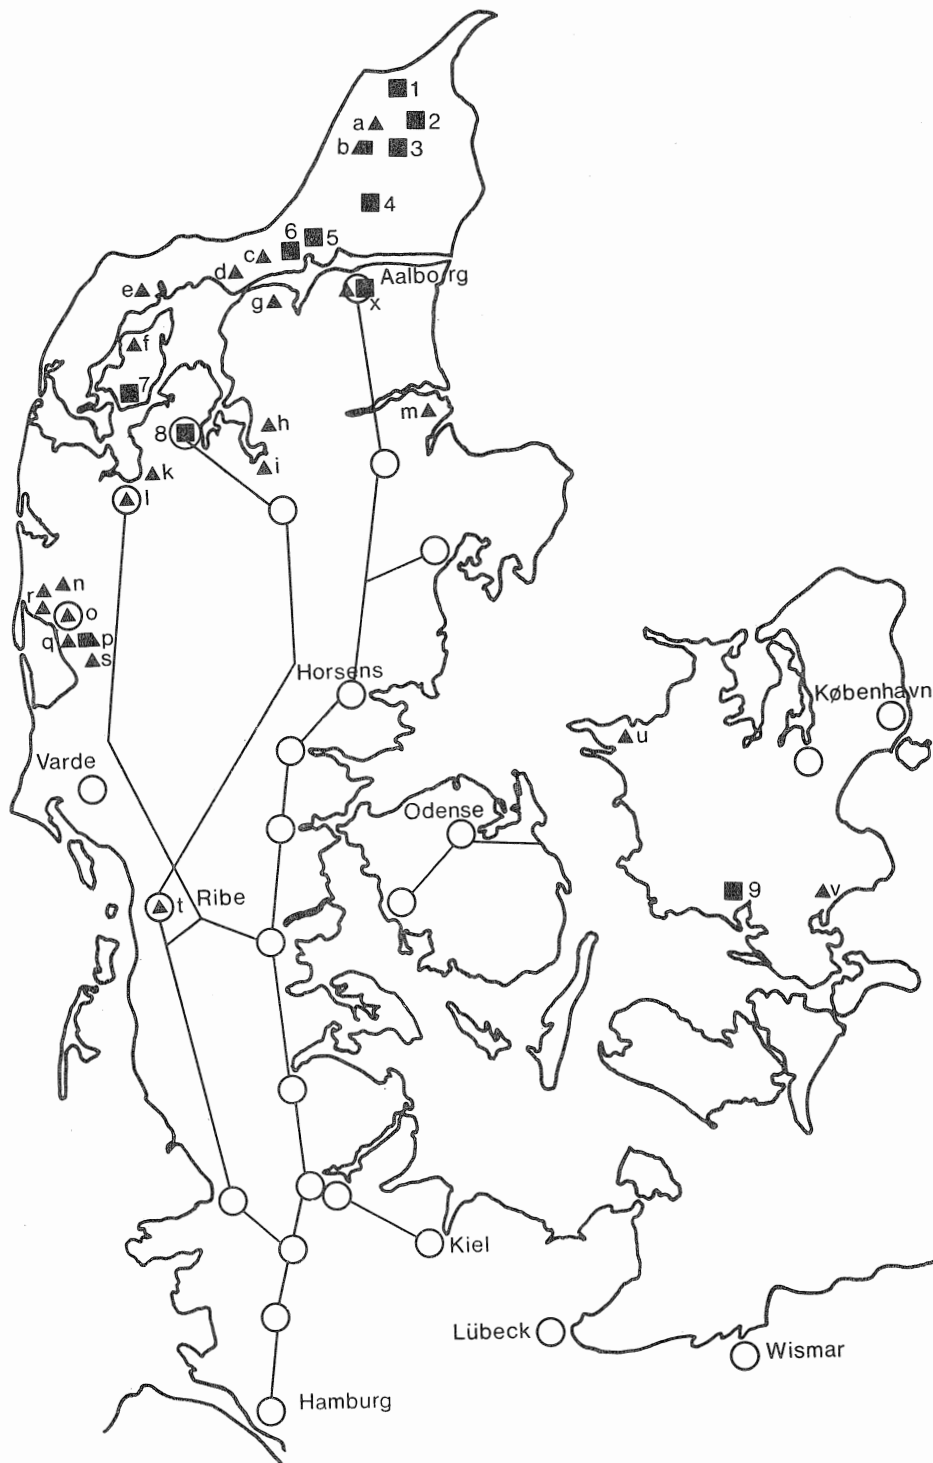 1
a
2
b
3
4
6
5
c
d
Aalborg
e
g
x
f
7
m
8
h
k
i
l
n
r
o
q
p
s
Horsens
København
u
Varde
Odense
Ribe
9
v
t
Kiel
Lübeck
Wismar
Hamburg